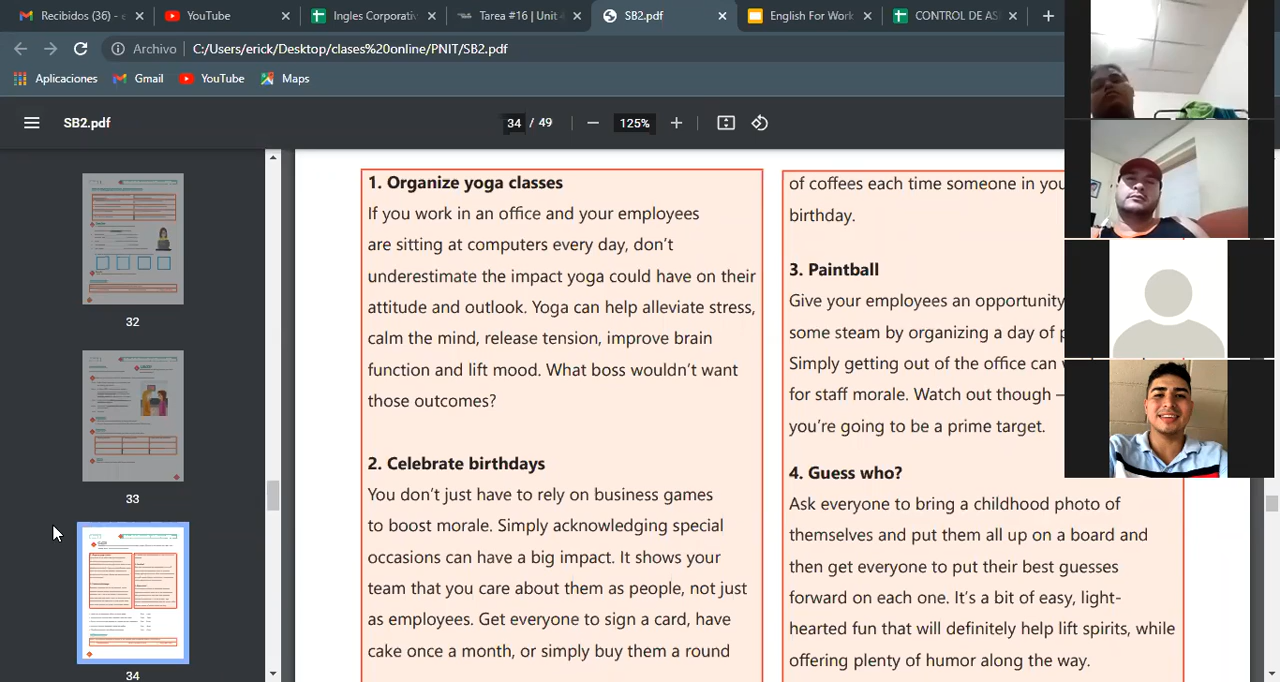 Recibidos (36) - e
YouTube
Ingles Corporati
Tarea #16 | Unit
SB2.pdf
English For Work
CONTROL DE AS
Archivo
C:/Users/erick/Desktop/clases%20online/PNIT/SB2.pdf
Aplicaciones
Gmail
YouTube
Maps
SB2.pdf
34 / 49
125%
32
33
34
1. Organize yoga classes
If you work in an office and your employees
are sitting at computers every day, don't
underestimate the impact yoga could have on their
attitude and outlook. Yoga can help alleviate stress,
calm the mind, release tension, improve brain
function and lift mood. What boss wouldn't want
those outcomes?
2. Celebrate birthdays
You don't just have to rely on business games
to boost morale. Simply acknowledging special
occasions can have a big impact. It shows your
team that you care about them as people, not just
as employees. Get everyone to sign a card, have
cake once a month, or simply buy them a round
of coffees each time someone in you
birthday.
3. Paintball
Give your employees an opportunity
some steam by organizing a day of p
Simply getting out of the office can
for staff morale. Watch out though –
you're going to be a prime target.
4. Guess who?
Ask everyone to bring a childhood photo of
themselves and put them all up on a board and
then get everyone to put their best guesses
forward on each one. It's a bit of easy, light-
hearted fun that will definitely help lift spirits, while
offering plenty of humor along the way.